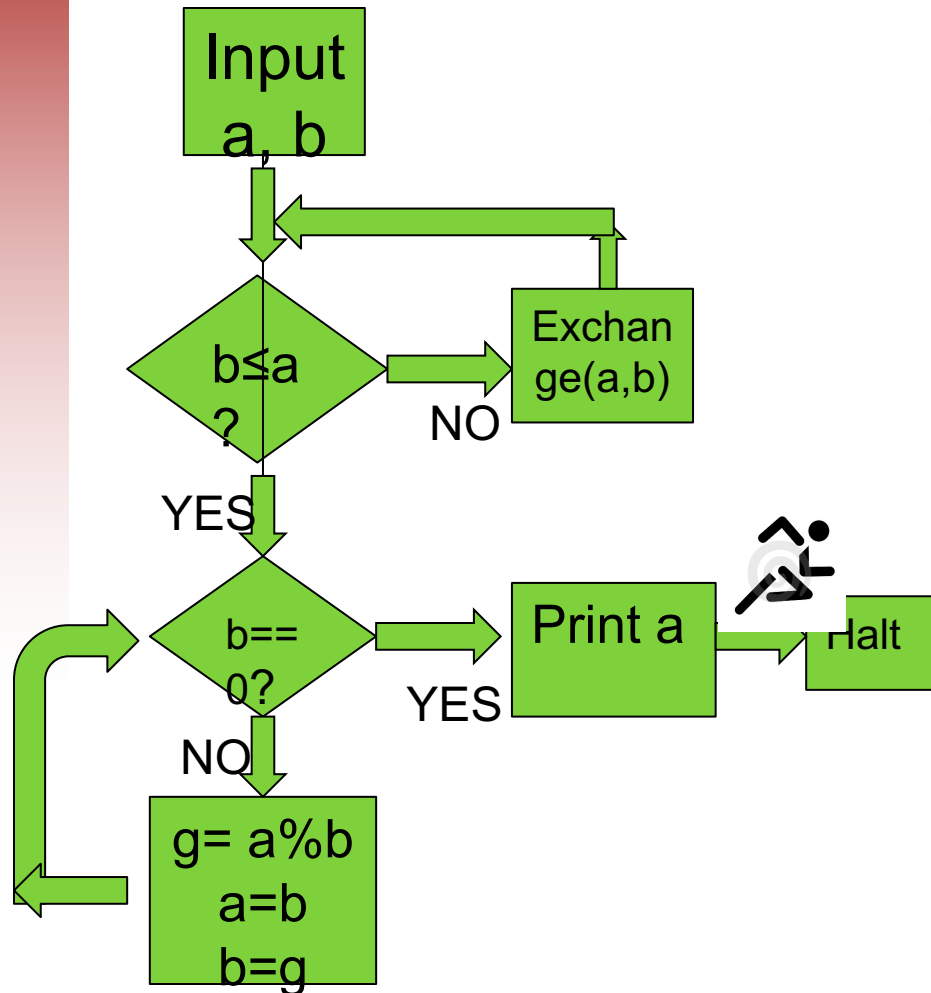 Input
a, b
b≤a
?
NO
Exchan
ge(a,b)
YES
b==
0?
YES
Print a
Halt
NO
g= a%b
a=b
b=g